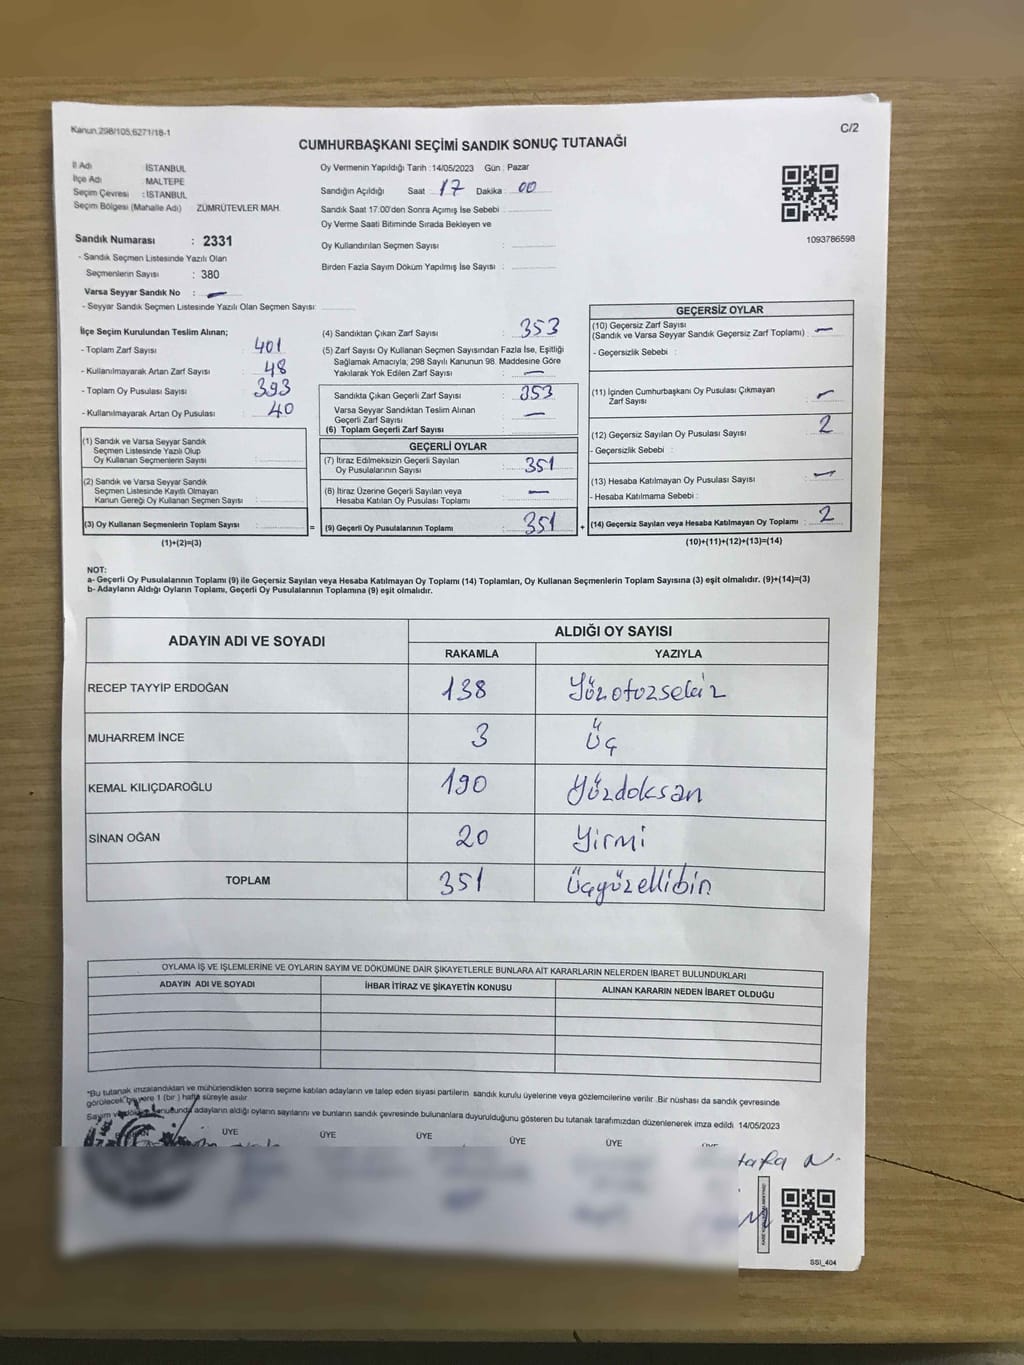 Kanun.298/105,6271/18-1
C/2
CUMHURBAŞKANI SEÇİMİ SANDIK SONUÇ TUTANAĞI
İl Adı İSTANBUL
İlçe Adı MALTEPE
Seçim Çevresi : İSTANBUL
Seçim Bölgesi (Mahalle Adı) ZÜMRÜTEVLER MAH.
Oy Vermenin Yapıldığı Tarih : 14/05/2023 Gün : Pazar
Sandığın Açıldığı Saat : 17 Dakika : 00
Sandık Saat 17:00'den Sonra Açımış İse Sebebi :
Oy Verme Saati Bitiminde Sırada Bekleyen ve
Oy Kullandırılan Seçmen Sayısı :
Birden Fazla Sayım Döküm Yapılmış İse Sayısı :
1093786598
Sandık Numarası : 2331
- Sandık Seçmen Listesinde Yazılı Olan
Seçmenlerin Sayısı : 380
Varsa Seyyar Sandık No : —
- Seyyar Sandık Seçmen Listesinde Yazılı Olan Seçmen Sayısı:
İlçe Seçim Kurulundan Teslim Alınan;
- Toplam Zarf Sayısı : 401
- Kullanılmayarak Artan Zarf Sayısı : 48
- Toplam Oy Pusulası Sayısı : 393
- Kullanılmayarak Artan Oy Pusulası : 40
(1) Sandık ve Varsa Seyyar Sandık
Seçmen Listesinde Yazılı Olup
Oy Kullanan Seçmenlerin Sayısı :
(2) Sandık ve Varsa Seyyar Sandık
Seçmen Listesinde Kayıtlı Olmayan
Kanun Gereği Oy Kullanan Seçmen Sayısı :
(3) Oy Kullanan Seçmenlerin Toplam Sayısı :
(1)+(2)=(3)
(4) Sandıktan Çıkan Zarf Sayısı : 353
(5) Zarf Sayısı Oy Kullanan Seçmen Sayısından Fazla İse, Eşitliği
Sağlamak Amacıyla, 298 Sayılı Kanunun 98. Maddesine Göre
Yakılarak Yok Edilen Zarf Sayısı : —
Sandıkta Çıkan Geçerli Zarf Sayısı : 353
Varsa Seyyar Sandıktan Teslim Alınan
Geçerli Zarf Sayısı : —
(6) Toplam Geçerli Zarf Sayısı :
GEÇERLİ OYLAR
(7) İtiraz Edilmeksizin Geçerli Sayılan
Oy Pusulalarının Sayısı : 351
(8) İtiraz Üzerine Geçerli Sayılan veya
Hesaba Katılan Oy Pusulası Toplamı : —
= (9) Geçerli Oy Pusulalarının Toplamı : 351 +
GEÇERSİZ OYLAR
(10) Geçersiz Zarf Sayısı
(Sandık ve Varsa Seyyar Sandık Geçersiz Zarf Toplamı) : —
- Geçersizlik Sebebi :
(11) İçinden Cumhurbaşkanı Oy Pusulası Çıkmayan
Zarf Sayısı : —
(12) Geçersiz Sayılan Oy Pusulası Sayısı : 2
- Geçersizlik Sebebi :
(13) Hesaba Katılmayan Oy Pusulası Sayısı : —
- Hesaba Katılmama Sebebi :
(14) Geçersiz Sayılan veya Hesaba Katılmayan Oy Toplamı : 2
(10)+(11)+(12)+(13)=(14)
NOT:
a- Geçerli Oy Pusulalarının Toplamı (9) ile Geçersiz Sayılan veya Hesaba Katılmayan Oy Toplamı (14) Toplamları, Oy Kullanan Seçmenlerin Toplam Sayısına (3) eşit olmalıdır. (9)+(14)=(3)
b- Adayların Aldığı Oyların Toplamı, Geçerli Oy Pusulalarının Toplamına (9) eşit olmalıdır.
ADAYIN ADI VE SOYADI ALDIĞI OY SAYISI
RAKAMLA YAZIYLA
RECEP TAYYİP ERDOĞAN 138 Yüzotuzsekiz
MUHARREM İNCE 3 Üç
KEMAL KILIÇDAROĞLU 190 Yüzdoksan
SİNAN OĞAN 20 Yirmi
TOPLAM 351 Üçyüzellibir
OYLAMA İŞ VE İŞLEMLERİNE VE OYLARIN SAYIM VE DÖKÜMÜNE DAİR ŞİKAYETLERLE BUNLARA AİT KARARLARIN NELERDEN İBARET BULUNDUKLARI
ADAYIN ADI VE SOYADI İHBAR İTİRAZ VE ŞİKAYETİN KONUSU ALINAN KARARIN NEDEN İBARET OLDUĞU
*Bu tutanak imzalandıktan ve mühürlendikten sonra seçime katılan adayların ve talep eden siyasi partilerin sandık kurulu üyelerine veya gözlemcilerine verilir .Bir nüshası da sandık çevresinde
görülecek bir yere 1 (bir ) hafta süreyle asılır
Sayım ve adayların aldığı oyların sayılarını ve bunların sandık çevresinde bulunanlara duyurulduğunu gösteren bu tutanak tarafımızdan düzenlenerek imza edildi 14/05/2023
ÜYE ÜYE ÜYE ÜYE ÜYE
SSİ_404